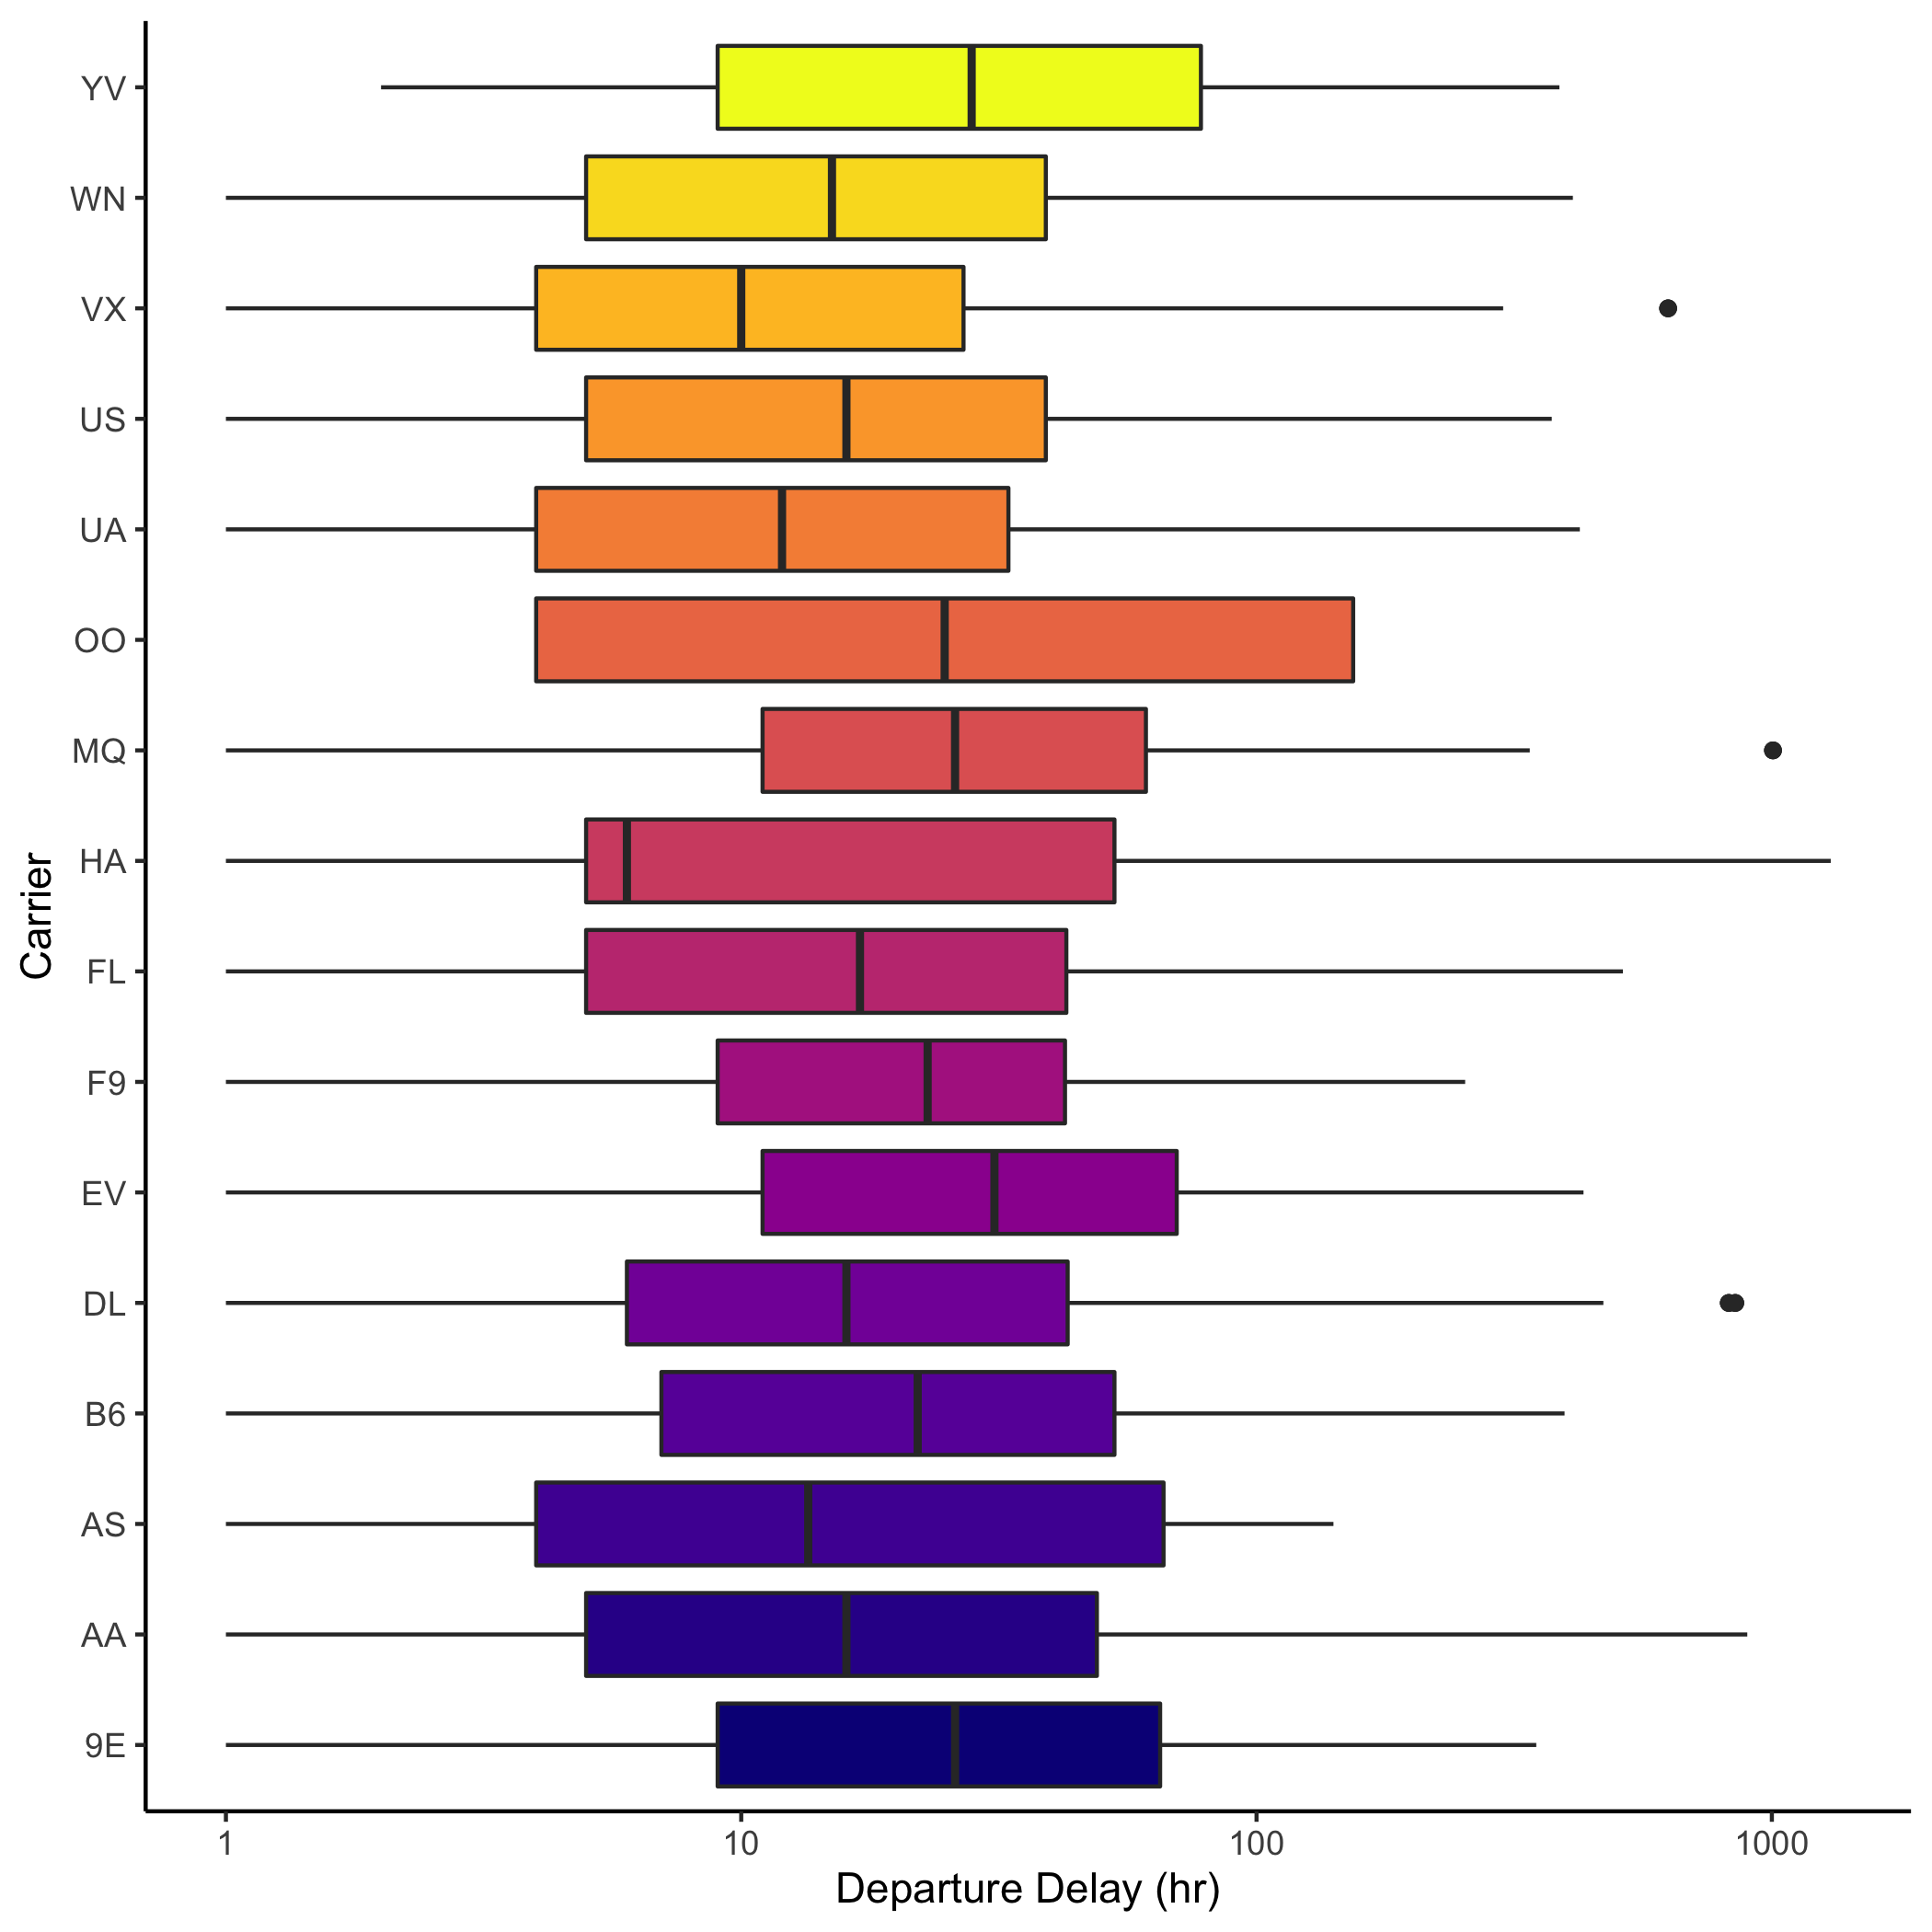 YV
WN
VX
US
UA
OO
MQ
HA
FL
F9
EV
DL
B6
AS
AA
9E
Carrier
1 10 100 1000
Departure Delay (hr)